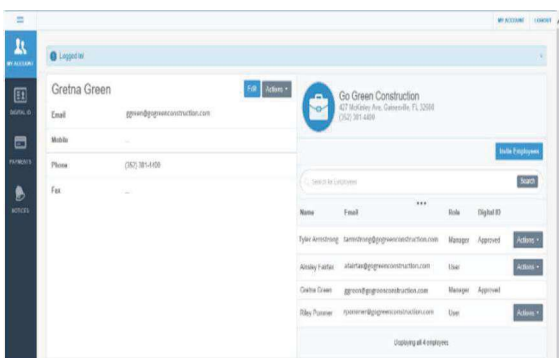 MY ACCOUNT LOGOUT
MY ACCOUNT
Logged in!
DIGITAL ID
PAYMENTS
NOTICES
Gretna Green
Edit Actions
Email ggreen@gogreenconstruction.com
Mobile --
Phone (352) 381-4400
Fax --
Go Green Construction
427 McKinley Ave, Gainesville, FL 32606
(352) 381-4400
Invite Employees
Search for Employees Search
Name Email Role Digital ID
Tyler Armstrong tarmstrong@gogreenconstruction.com Manager Approved Actions
Ainsley Fairfax afairfax@gogreenconstruction.com User Actions
Gretna Green ggreen@gogreenconstruction.com Manager Approved
Riley Pommer rpommer@gogreenconstruction.com User Actions
Displaying all 4 employees